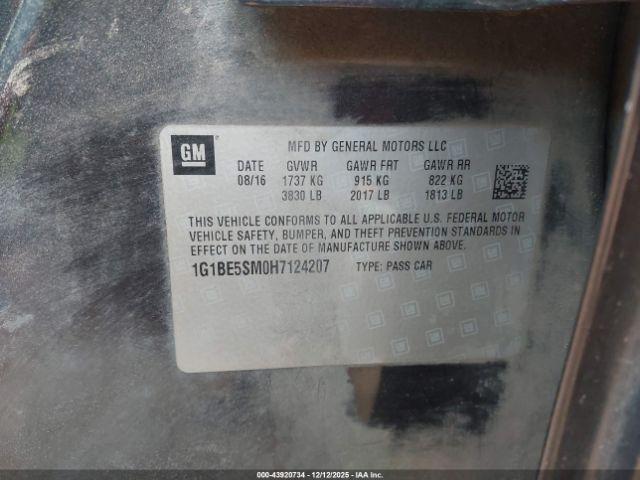 GM
MFD BY GENERAL MOTORS LLC
DATE GVWR GAWR FRT GAWR RR
08/16 1737 KG 915 KG 822 KG
3830 LB 2017 LB 1813 LB
THIS VEHICLE CONFORMS TO ALL APPLICABLE U.S. FEDERAL MOTOR
VEHICLE SAFETY, BUMPER, AND THEFT PREVENTION STANDARDS IN
EFFECT ON THE DATE OF MANUFACTURE SHOWN ABOVE.
1G1BE5SM0H7124207 TYPE: PASS CAR
000-43920734 - 12/12/2025 - IAA, Inc.